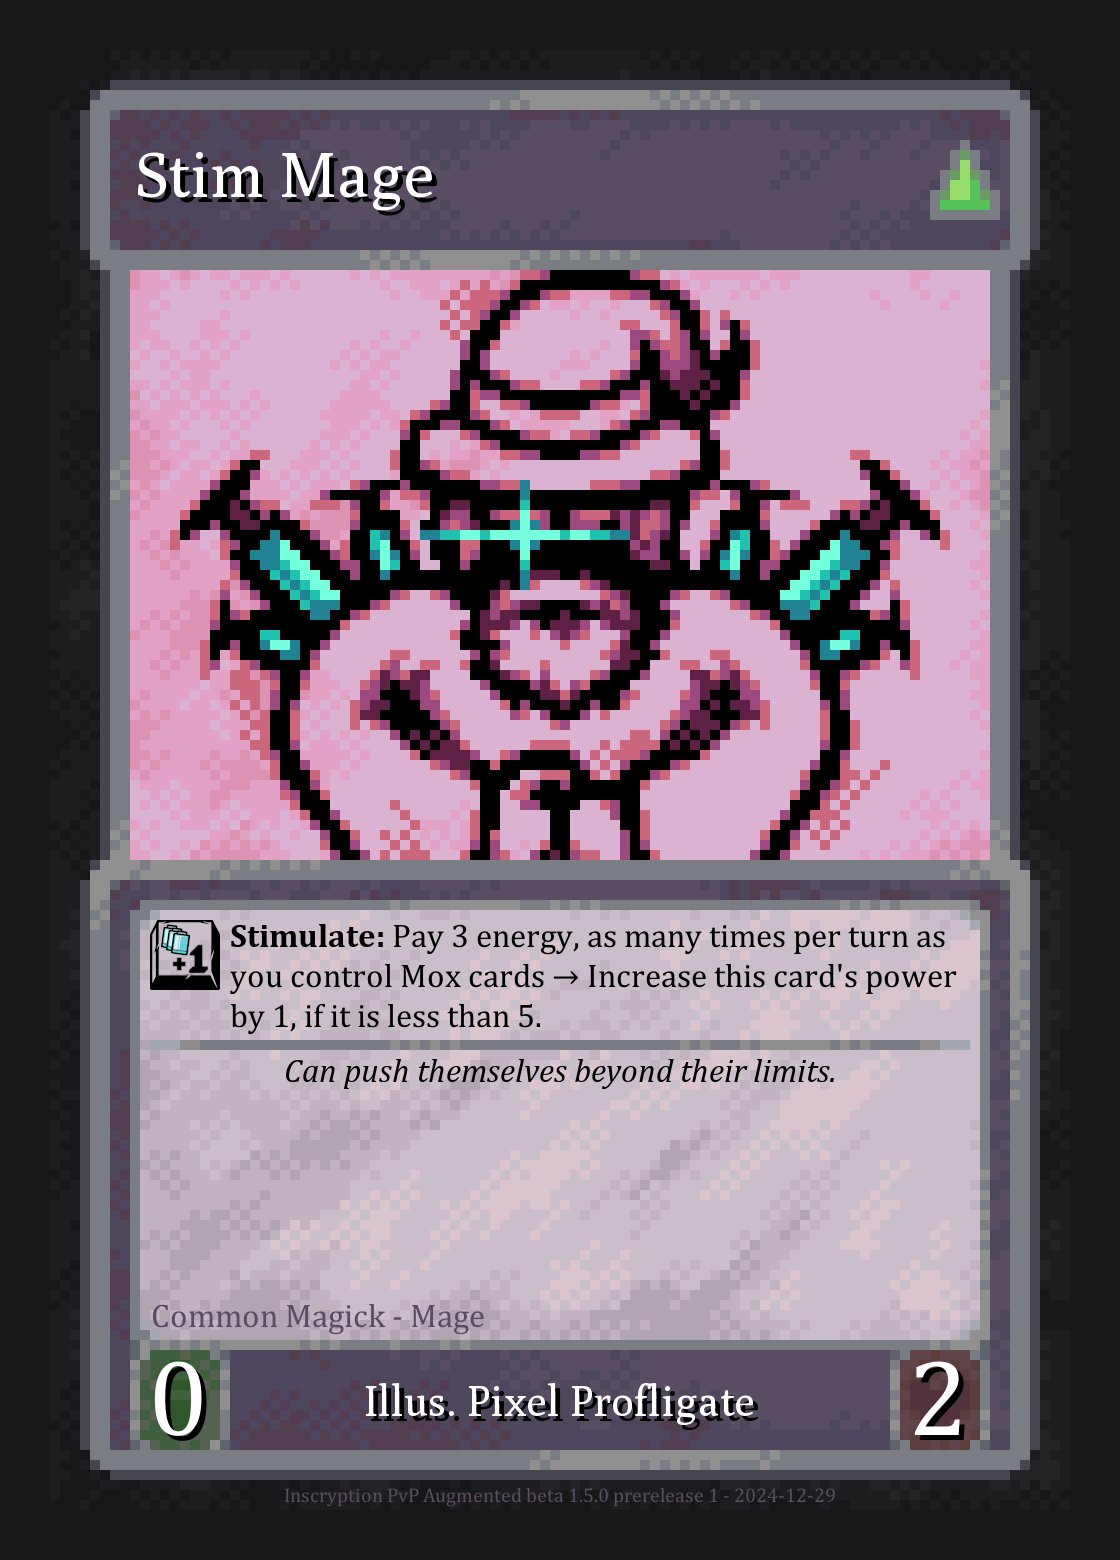 Stim Mage
+1
Stimulate: Pay 3 energy, as many times per turn as
you control Mox cards → Increase this card's power
by 1, if it is less than 5.
Can push themselves beyond their limits.
Common Magick - Mage
0
Illus. Pixel Profligate
2
Inscryption PvP Augmented beta 1.5.0 prerelease 1 - 2024-12-29